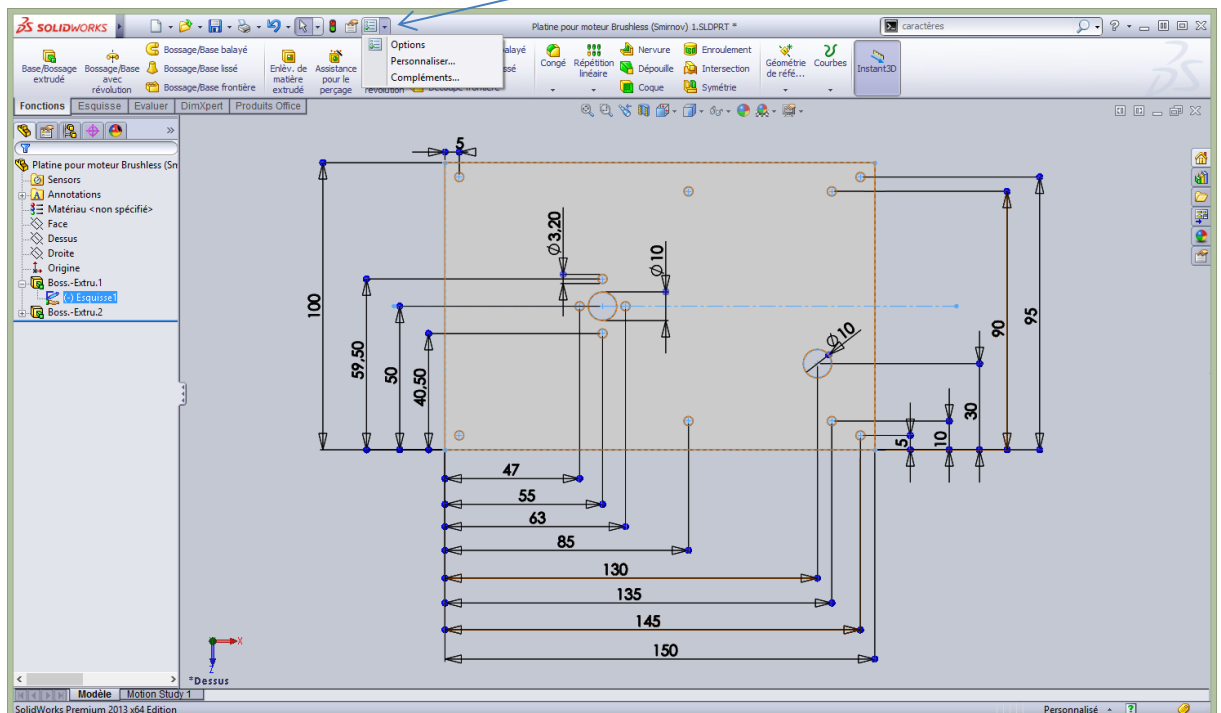 SOLIDWORKS
Platine pour moteur Brushless (Smirnov) 1.SLDPRT *
caractères
Options
Personnaliser...
Compléments...
Base/Bossage extrudé
Bossage/Base avec révolution
Bossage/Base balayé
Bossage/Base lissé
Bossage/Base frontière
Enlèv. de matière extrudé
Assistance pour le perçage
révolution
alayé
ssé
Congé
Répétition linéaire
Nervure
Dépouille
Coque
Enroulement
Intersection
Symétrie
Géométrie de réfé...
Courbes
Instant3D
Fonctions
Esquisse
Evaluer
DimXpert
Produits Office
Platine pour moteur Brushless (Sm
Sensors
Annotations
Matériau <non spécifié>
Face
Dessus
Droite
Origine
Boss.-Extru.1
(-) Esquisse1
Boss.-Extru.2
5
100
Ø3,20
Ø10
59,50
50
40,50
Ø10
90
95
30
10
5
47
55
63
85
130
135
145
150
X
Z
*Dessus
Modèle
Motion Study 1
SolidWorks Premium 2013 x64 Edition
Personnalisé